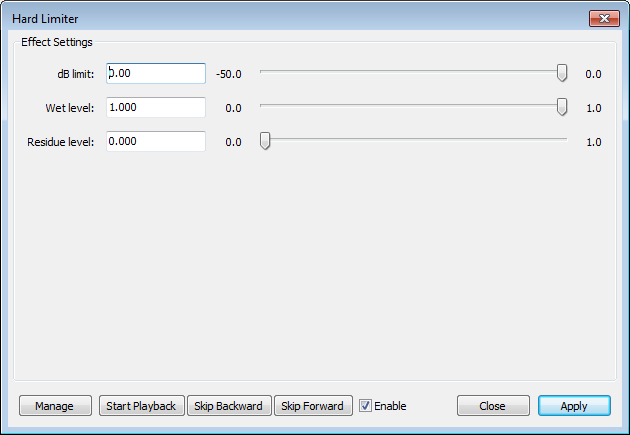 Hard Limiter
Effect Settings
dB limit: 0.00 -50.0 0.0
Wet level: 1.000 0.0 1.0
Residue level: 0.000 0.0 1.0
Manage Start Playback Skip Backward Skip Forward Enable Close Apply